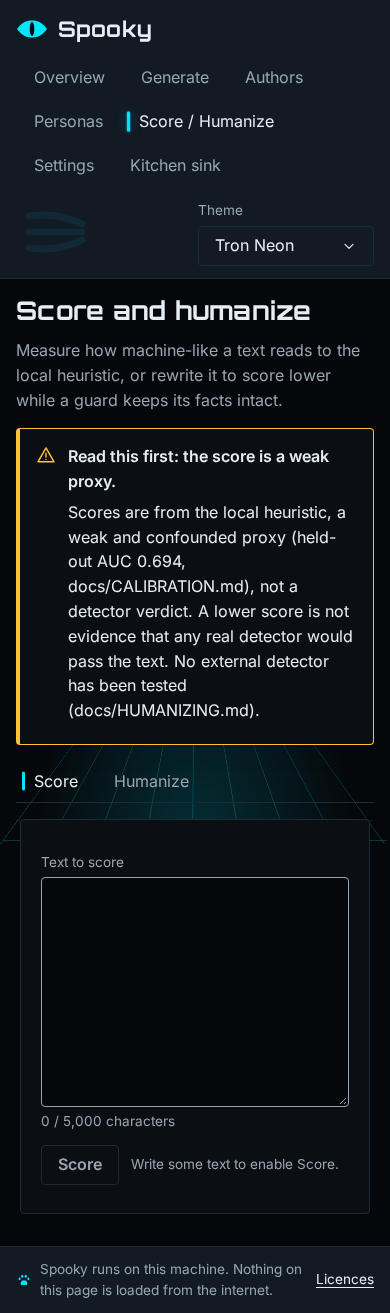 Spooky
Overview Generate Authors
Personas Score / Humanize
Settings Kitchen sink
Theme
Tron Neon
Score and humanize
Measure how machine-like a text reads to the
local heuristic, or rewrite it to score lower
while a guard keeps its facts intact.
Read this first: the score is a weak
proxy.
Scores are from the local heuristic, a
weak and confounded proxy (held-
out AUC 0.694,
docs/CALIBRATION.md), not a
detector verdict. A lower score is not
evidence that any real detector would
pass the text. No external detector
has been tested
(docs/HUMANIZING.md).
Score Humanize
Text to score
0 / 5,000 characters
Score Write some text to enable Score.
Spooky runs on this machine. Nothing on
this page is loaded from the internet.
Licences